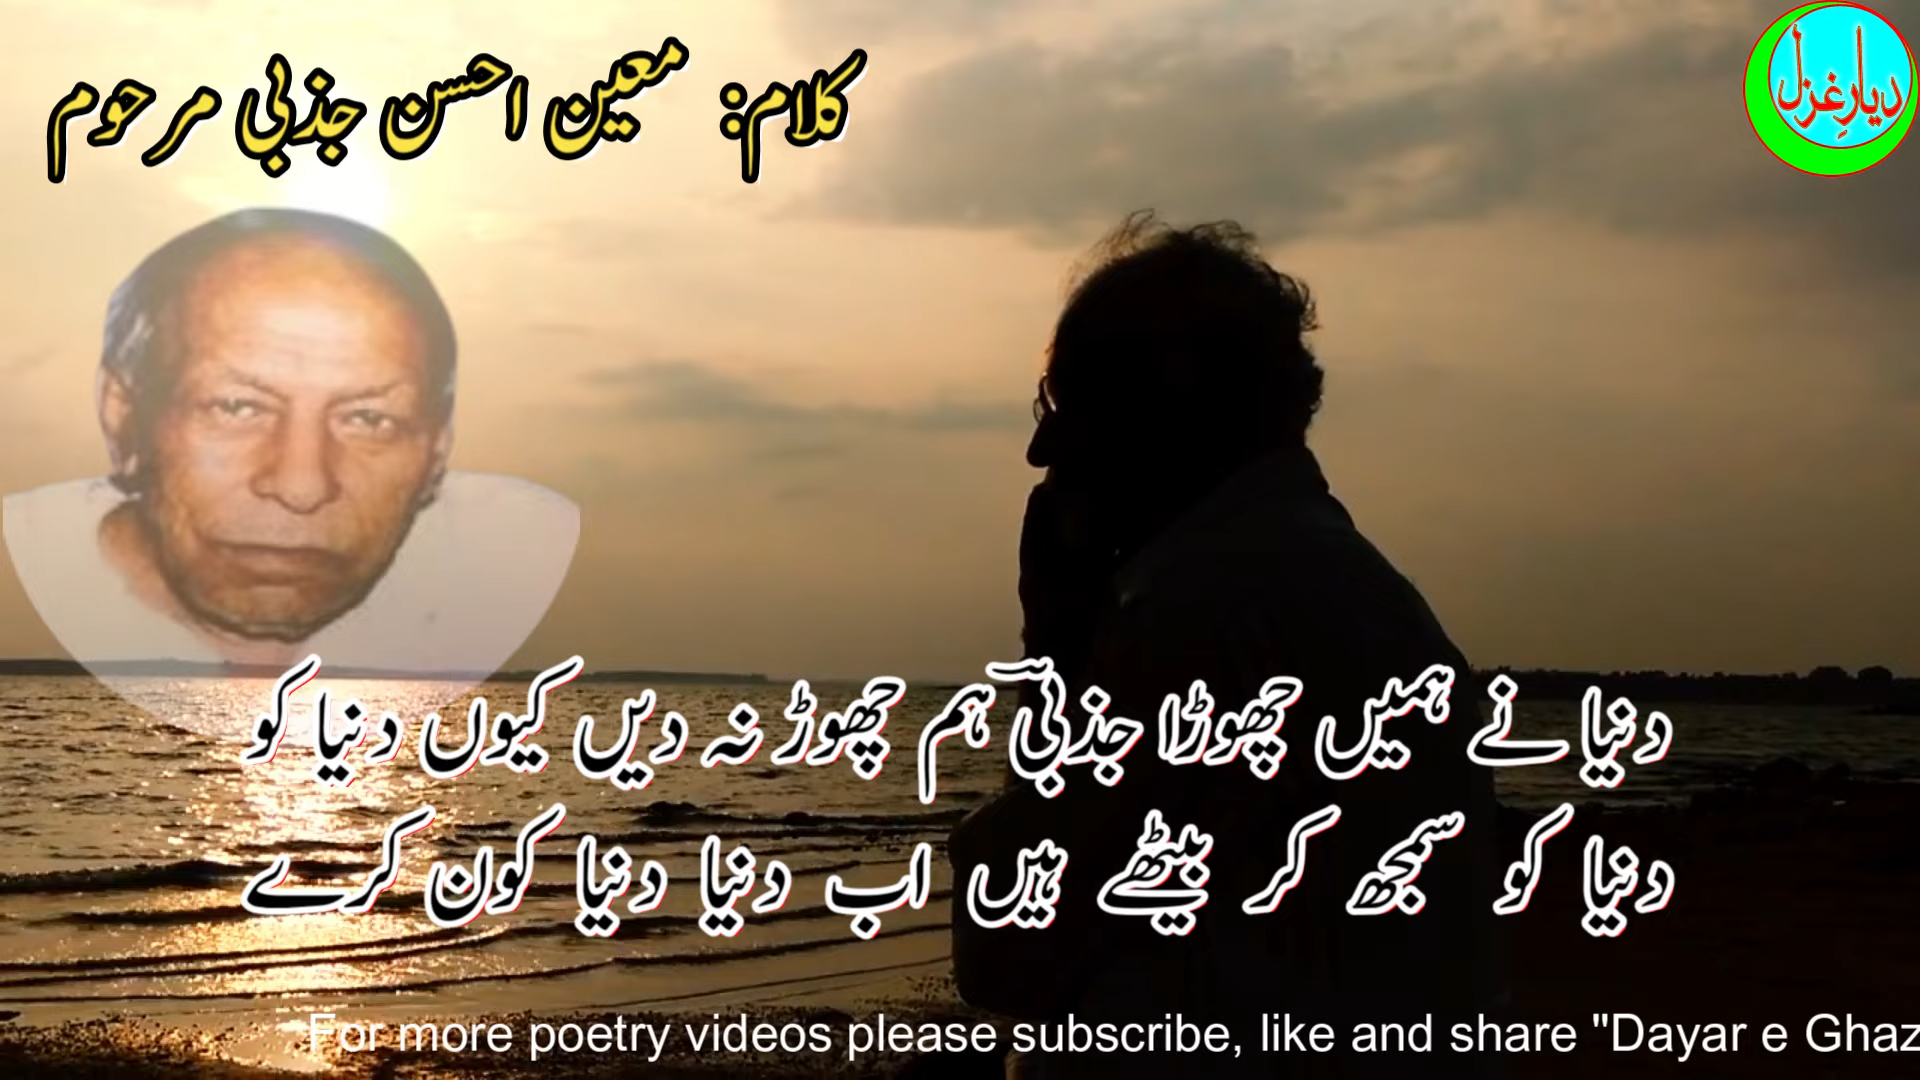 کلام: معین احسن جذبی مرحوم
دیارِغزل
دنیا نے ہمیں چھوڑا جذبیؔ ہم چھوڑ نہ دیں کیوں دنیا کو
دنیا کو سمجھ کر بیٹھے ہیں اب دنیا دنیا کون کرے
For more poetry videos please subscribe, like and share "Dayar e Ghaz